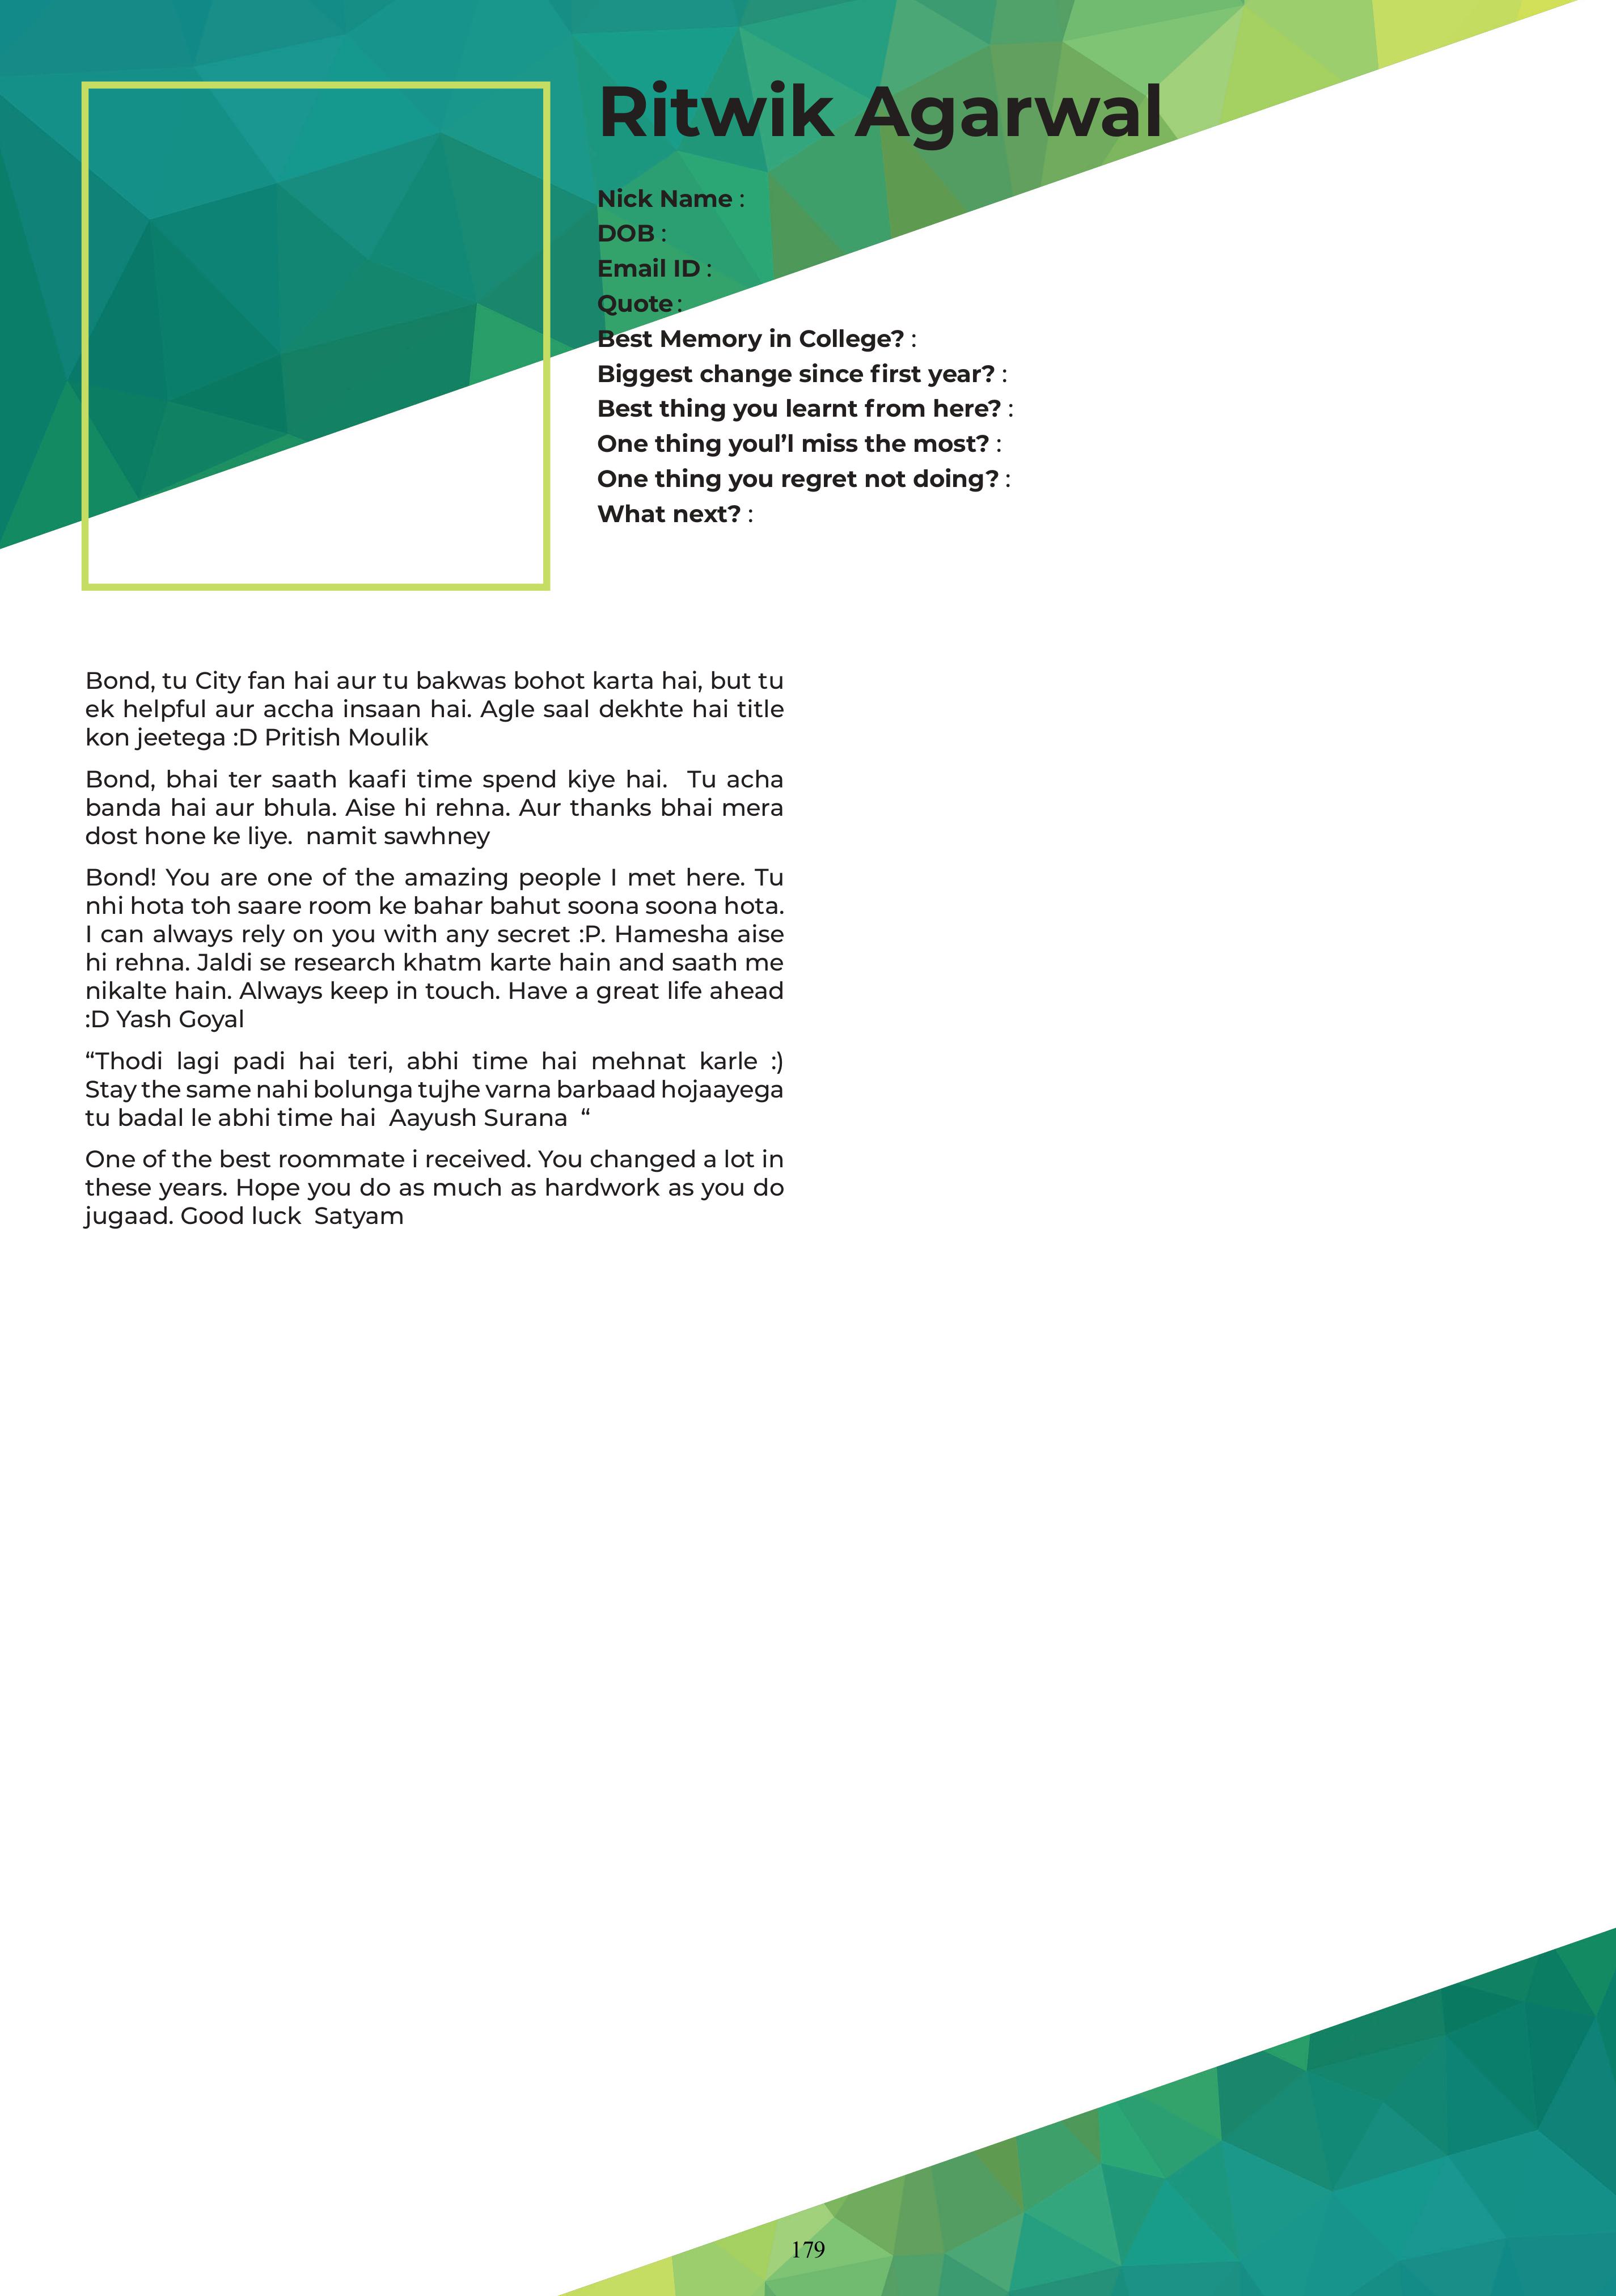 Ritwik Agarwal
Nick Name :
DOB :
Email ID :
Quote :
Best Memory in College? :
Biggest change since first year? :
Best thing you learnt from here? :
One thing youl’l miss the most? :
One thing you regret not doing? :
What next? :
Bond, tu City fan hai aur tu bakwas bohot karta hai, but tu
ek helpful aur accha insaan hai. Agle saal dekhte hai title
kon jeetega :D Pritish Moulik
Bond, bhai ter saath kaafi time spend kiye hai.  Tu acha
banda hai aur bhula. Aise hi rehna. Aur thanks bhai mera
dost hone ke liye.  namit sawhney
Bond! You are one of the amazing people I met here. Tu
nhi hota toh saare room ke bahar bahut soona soona hota.
I can always rely on you with any secret :P. Hamesha aise
hi rehna. Jaldi se research khatm karte hain and saath me
nikalte hain. Always keep in touch. Have a great life ahead
:D Yash Goyal
“Thodi lagi padi hai teri, abhi time hai mehnat karle :)
Stay the same nahi bolunga tujhe varna barbaad hojaayega
tu badal le abhi time hai  Aayush Surana  “
One of the best roommate i received. You changed a lot in
these years. Hope you do as much as hardwork as you do
jugaad. Good luck  Satyam
179